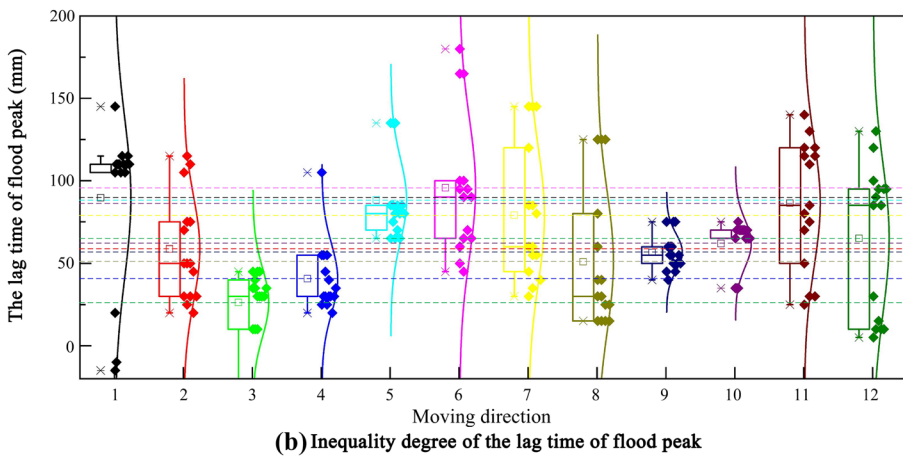 200
150
100
50
0
The lag time of flood peak (mm)
1 2 3 4 5 6 7 8 9 10 11 12
Moving direction
(b) Inequality degree of the lag time of flood peak